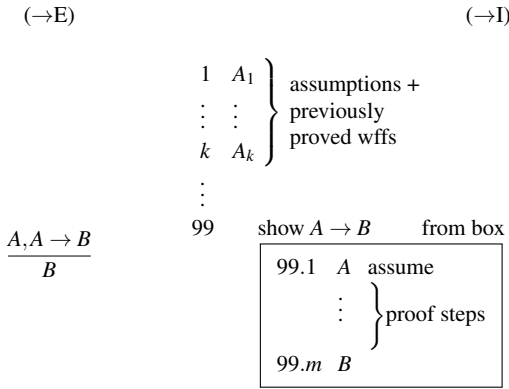 (→E) (→I)
1 A₁
⋮ ⋮
k Aₖ
assumptions +
previously
proved wffs
⋮
99 show A → B from box
A, A → B
B
99.1 A assume
⋮ proof steps
99.m B